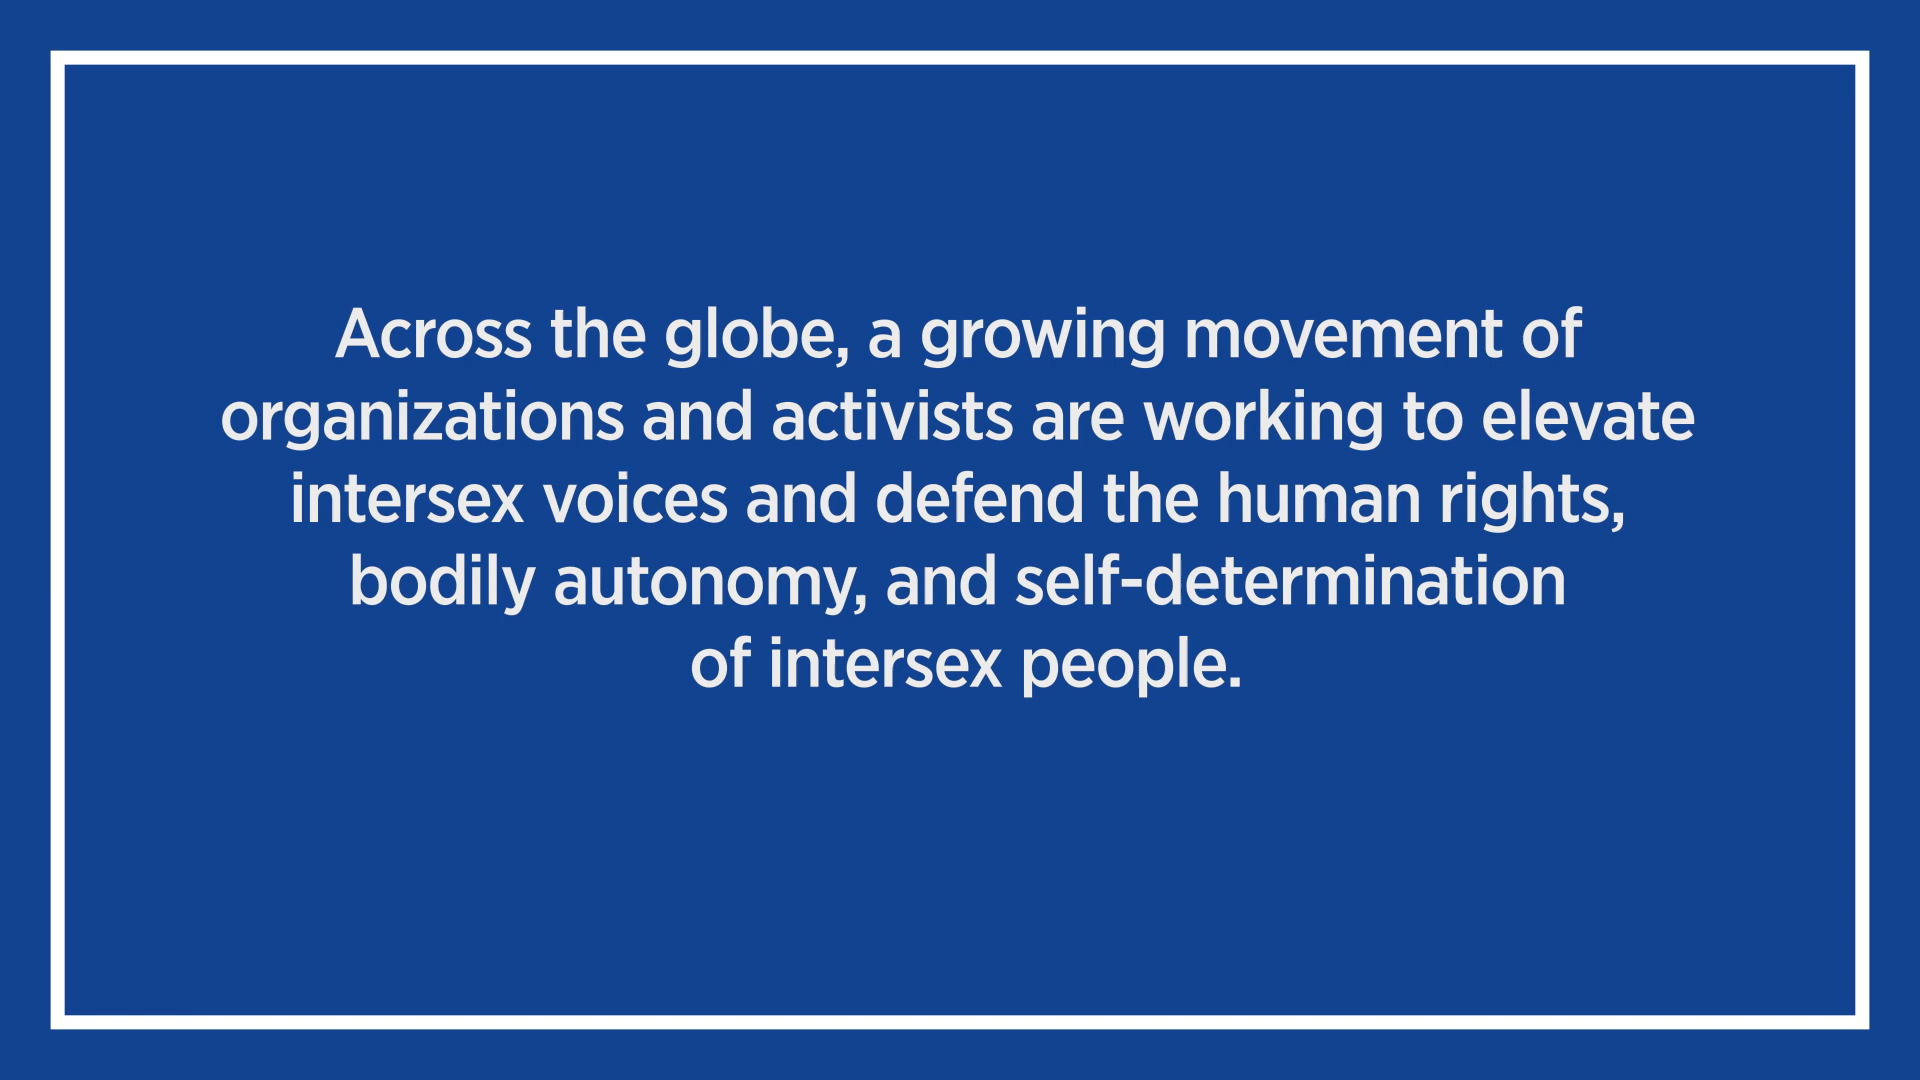 Across the globe, a growing movement of
organizations and activists are working to elevate
intersex voices and defend the human rights,
bodily autonomy, and self-determination
of intersex people.